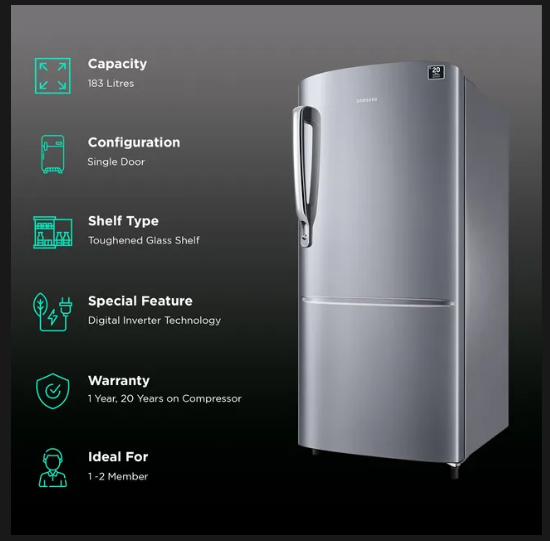 Capacity
183 Litres
Configuration
Single Door
Shelf Type
Toughened Glass Shelf
Special Feature
Digital Inverter Technology
Warranty
1 Year, 20 Years on Compressor
Ideal For
1 -2 Member
SAMSUNG
20